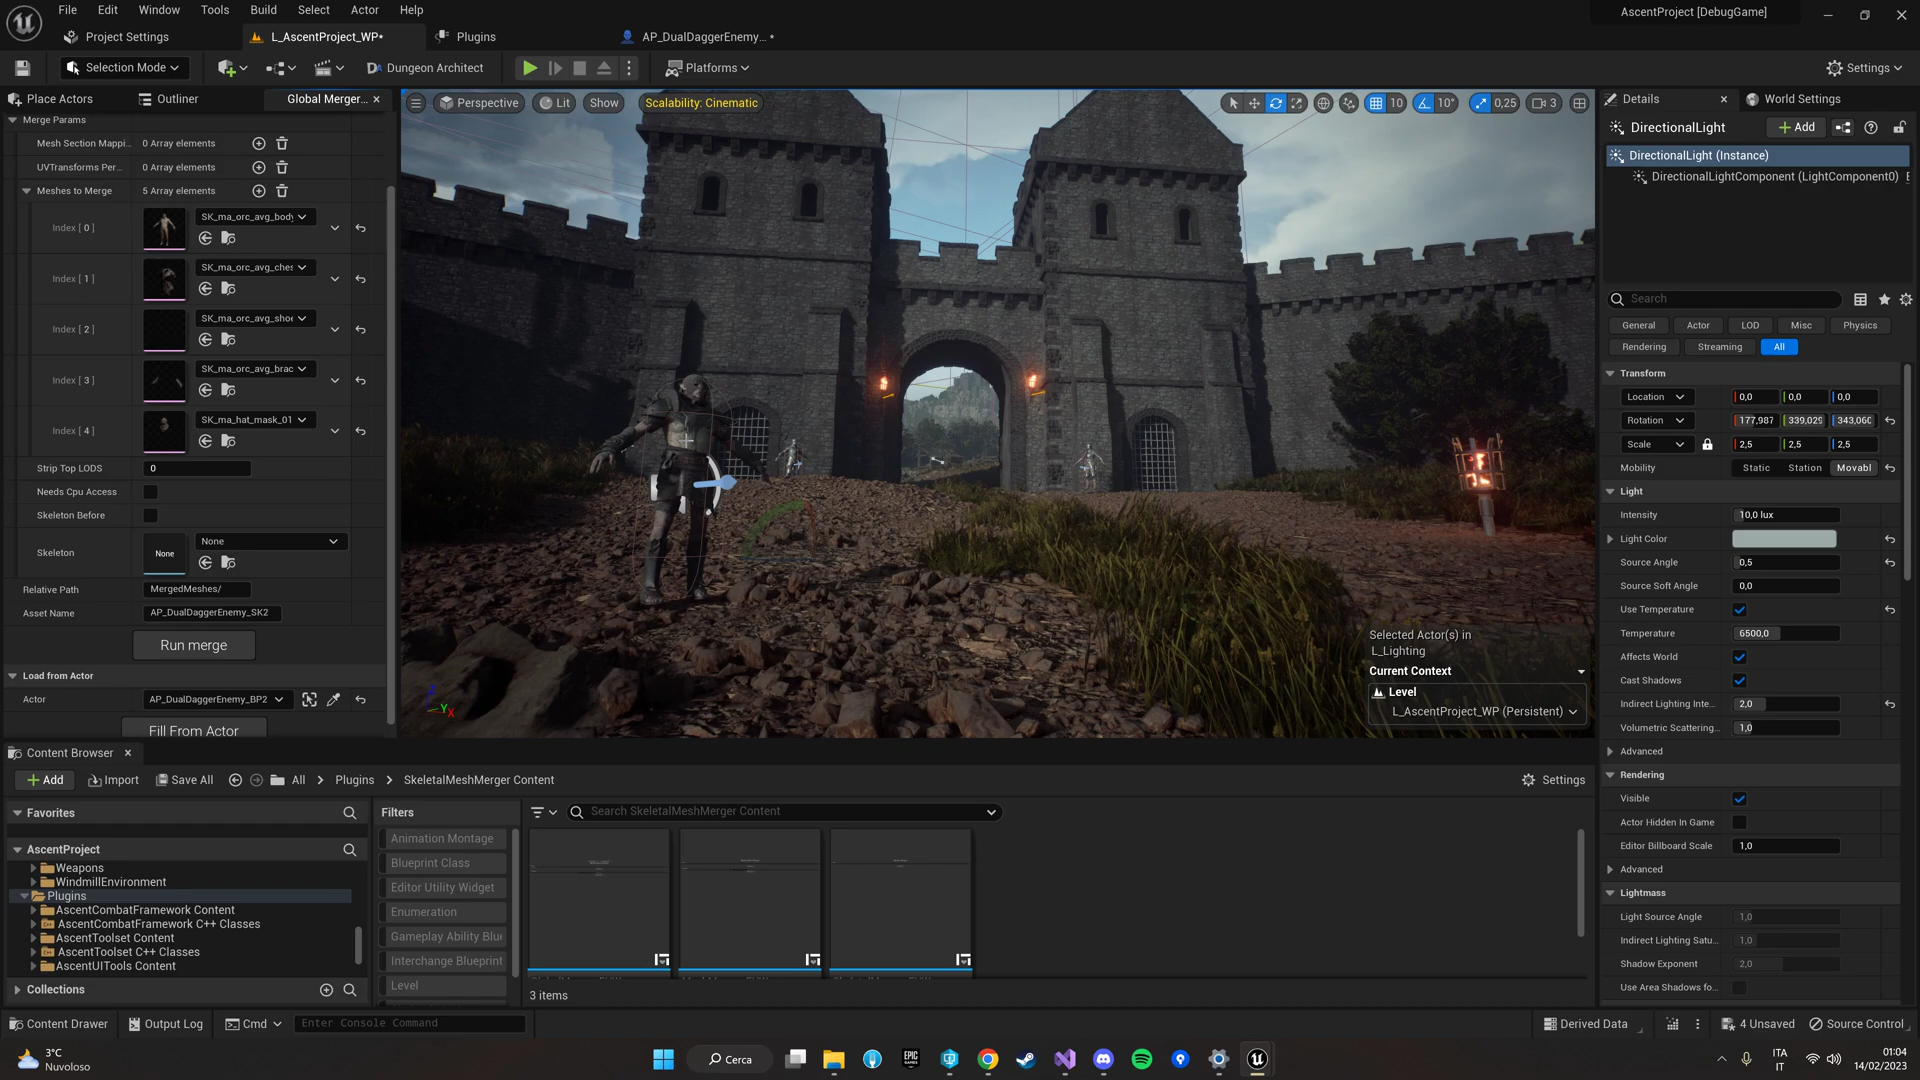 File Edit Window Tools Build Select Actor Help
AscentProject [DebugGame]
Project Settings
L_AscentProject_WP*
Plugins
AP_DualDaggerEnemy... *
Selection Mode
Dungeon Architect
Platforms
Settings
Place Actors
Outliner
Global Merger...
Perspective
Lit
Show
Scalability: Cinematic
10
10°
0,25
3
Details
World Settings
Merge Params
Mesh Section Mappi... 0 Array elements
UVTransforms Per... 0 Array elements
Meshes to Merge 5 Array elements
Index [ 0 ] SK_ma_orc_avg_body
Index [ 1 ] SK_ma_orc_avg_ches
Index [ 2 ] SK_ma_orc_avg_shoe
Index [ 3 ] SK_ma_orc_avg_brac
Index [ 4 ] SK_ma_hat_mask_01
Strip Top LODS 0
Needs Cpu Access
Skeleton Before
Skeleton None None
Relative Path MergedMeshes/
Asset Name AP_DualDaggerEnemy_SK2
Run merge
Load from Actor
Actor AP_DualDaggerEnemy_BP2
Fill From Actor
Z
Y
X
Selected Actor(s) in
L_Lighting
Current Context
Level
L_AscentProject_WP (Persistent)
DirectionalLight
Add
DirectionalLight (Instance)
DirectionalLightComponent (LightComponent0) E
Search
General Actor LOD Misc Physics
Rendering Streaming All
Transform
Location 0,0 0,0 0,0
Rotation 177,987 339,029 343,060
Scale 2,5 2,5 2,5
Mobility Static Station Movabl
Light
Intensity 10,0 lux
Light Color
Source Angle 0,5
Source Soft Angle 0,0
Use Temperature
Temperature 6500,0
Affects World
Cast Shadows
Indirect Lighting Inte... 2,0
Volumetric Scattering... 1,0
Advanced
Rendering
Visible
Actor Hidden In Game
Editor Billboard Scale 1,0
Advanced
Lightmass
Light Source Angle 1,0
Indirect Lighting Satu... 1,0
Shadow Exponent 2,0
Use Area Shadows fo...
Content Browser
Add
Import
Save All
All
Plugins
SkeletalMeshMerger Content
Settings
Favorites
AscentProject
Weapons
WindmillEnvironment
Plugins
AscentCombatFramework Content
AscentCombatFramework C++ Classes
AscentToolset Content
AscentToolset C++ Classes
AscentUITools Content
Collections
Filters
Animation Montage
Blueprint Class
Editor Utility Widget
Enumeration
Gameplay Ability Blue
Interchange Blueprint
Level
Search SkeletalMeshMerger Content
3 items
Content Drawer
Output Log
Cmd
Enter Console Command
Derived Data
4 Unsaved
Source Control
3°C
Nuvoloso
Cerca
EPIC
GAMES
ITA
IT
01:04
14/02/2023